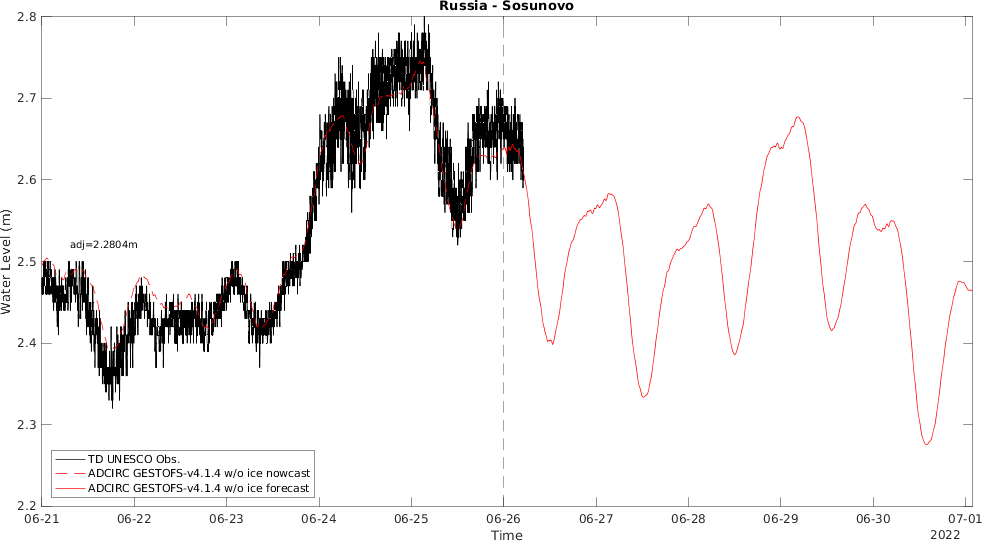 Russia - Sosunovo
2.8
2.7
2.6
2.5
2.4
2.3
2.2
Water Level (m)
adj=2.2804m
TD UNESCO Obs.
ADCIRC GESTOFS-v4.1.4 w/o ice nowcast
ADCIRC GESTOFS-v4.1.4 w/o ice forecast
06-21 06-22 06-23 06-24 06-25 06-26 06-27 06-28 06-29 06-30 07-01
Time
2022